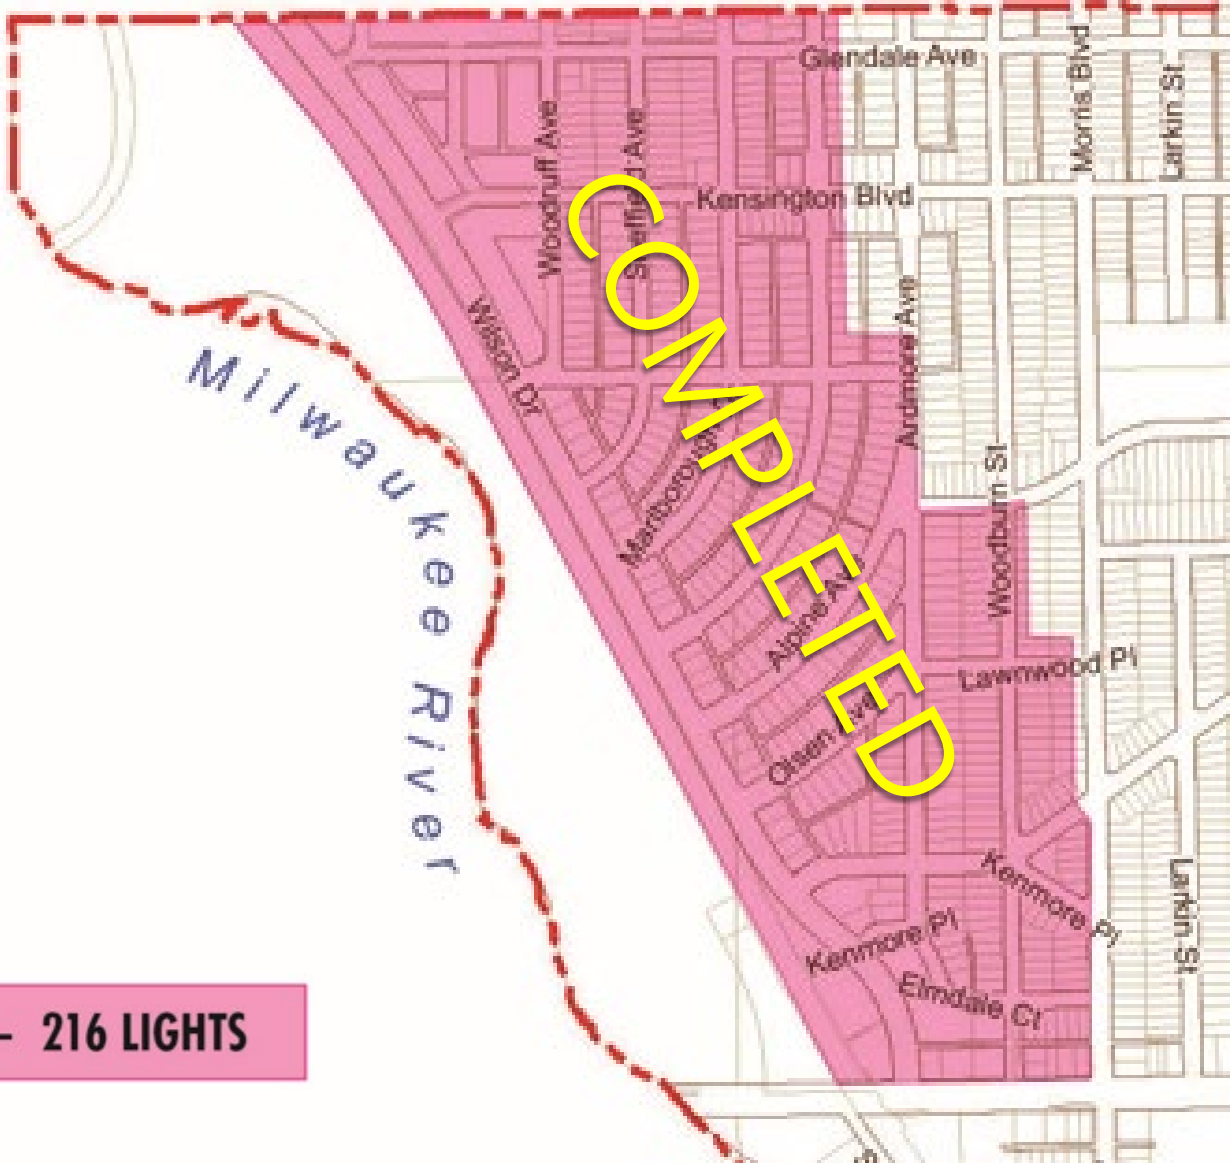 Glendale Ave
Morris Blvd
Larkin St
Woodruff Ave
Sheffield Ave
Kensington Blvd
COMPLETED
Ardmore Ave
Wilson Dr
Milwaukee River
Marlborough
Woodburn St
Alpine Ave
Lawnwood Pl
Olsen Ave
Kenmore Pl
Larkin St
Kenmore Pl
Elmdale Ct
- 216 LIGHTS